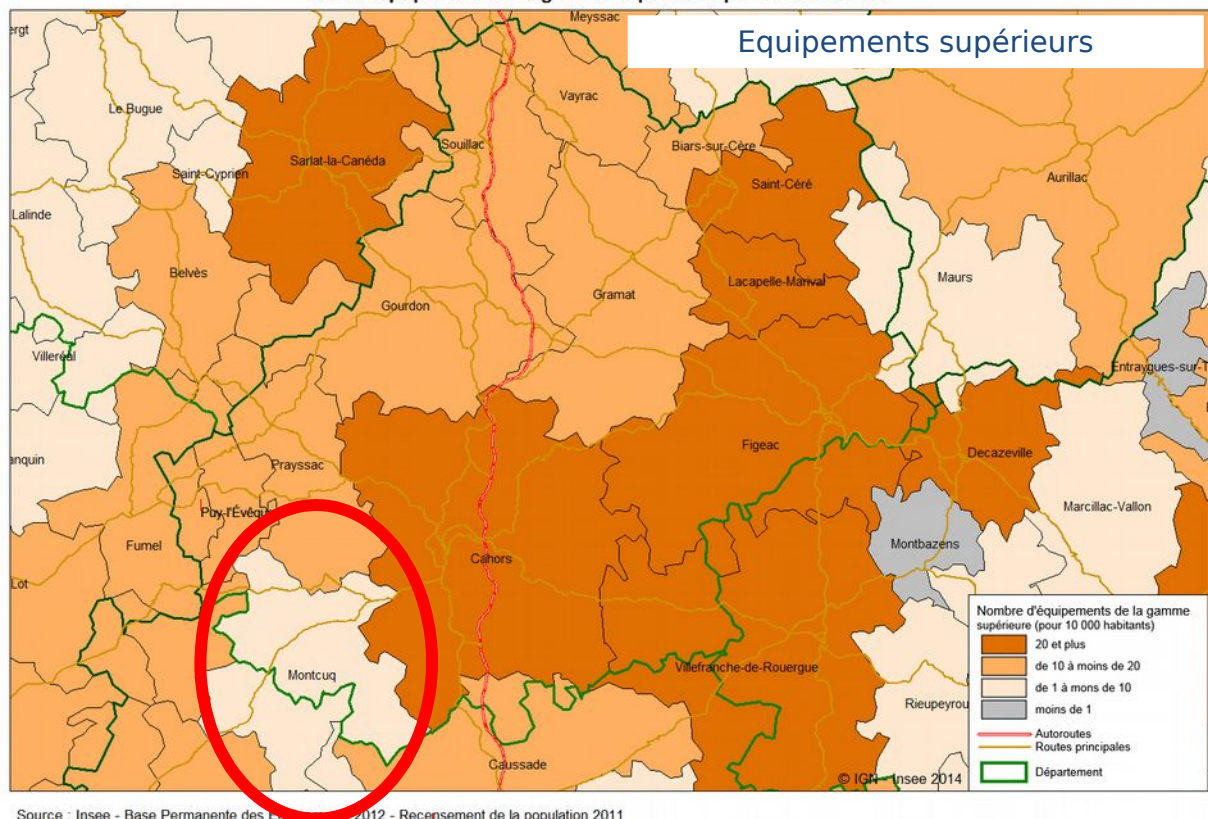 Equipements supérieurs
Meyssac
Le Bugue
Vayrac
Souillac
Biars-sur-Cère
Sarlat-la-Canéda
Saint-Cyprien
Saint-Céré
Aurillac
Lalinde
Belvès
Maurs
Lacapelle-Marival
Gramat
Gourdon
Villeréal
Entraygues-sur-T
Figeac
Decazeville
Prayssac
Puy-l'Évêqu
Marcillac-Vallon
Fumel
Montbazens
Cahors
Lot
Montcuq
Villefranche-de-Rouergue
Rieupeyrou
Caussade
Nombre d'équipements de la gamme
supérieure (pour 10 000 habitants)
20 et plus
de 10 à moins de 20
de 1 à mons de 10
moins de 1
Autoroutes
Routes principales
Département
© IGN - Insee 2014
Source : Insee - Base Permanente des 2012 - Recensement de la population 2011